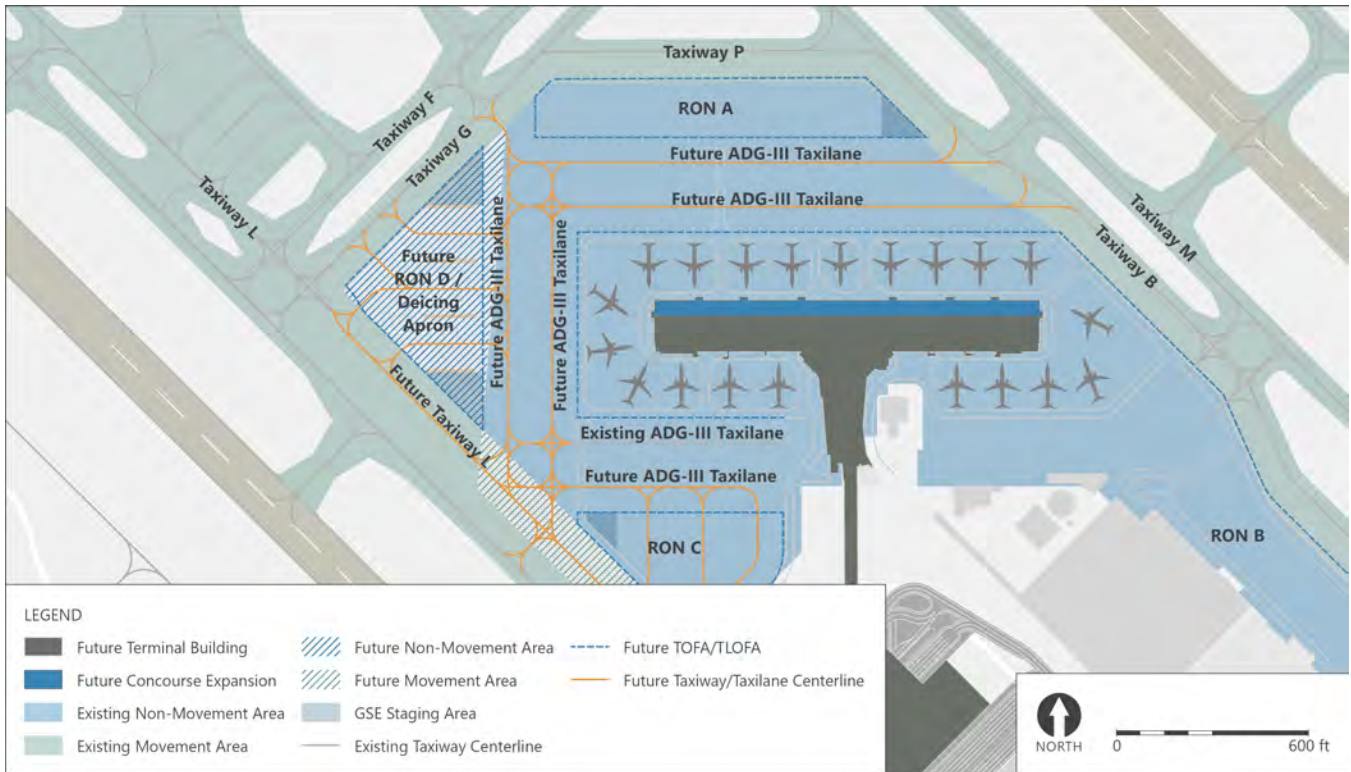 Taxiway P
RON A
Taxiway F
Taxiway G
Taxiway L
Future ADG-III Taxilane
Future ADG-III Taxilane
Taxiway M
Taxiway B
Future
RON D /
Deicing
Apron
Future ADG-III Taxilane
Future ADG-III Taxilane
Future Taxiway L
Existing ADG-III Taxilane
Future ADG-III Taxilane
RON C
RON B
LEGEND
Future Terminal Building
Future Concourse Expansion
Existing Non-Movement Area
Existing Movement Area
Future Non-Movement Area
Future Movement Area
GSE Staging Area
Existing Taxiway Centerline
Future TOFA/TLOFA
Future Taxiway/Taxilane Centerline
NORTH
0
600 ft